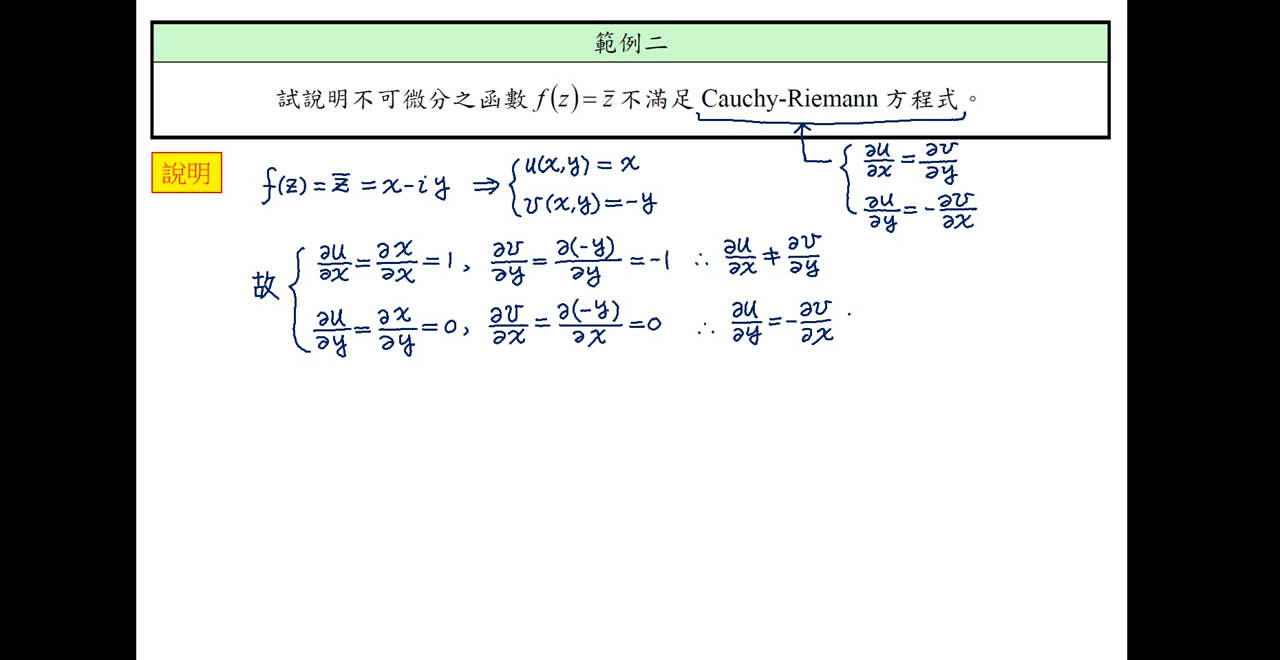 範例二
試說明不可微分之函數 f(z)=z̅ 不滿足 Cauchy-Riemann 方程式。
說明
f(z)=z̅=x-iy ⇒ { u(x,y)=x
v(x,y)=-y
{ ∂u/∂x=∂v/∂y
∂u/∂y=-∂v/∂x
故 { ∂u/∂x=∂x/∂x=1, ∂v/∂y=∂(-y)/∂y=-1 ∴ ∂u/∂x≠∂v/∂y
∂u/∂y=∂x/∂y=0, ∂v/∂x=∂(-y)/∂x=0 ∴ ∂u/∂y=-∂v/∂x